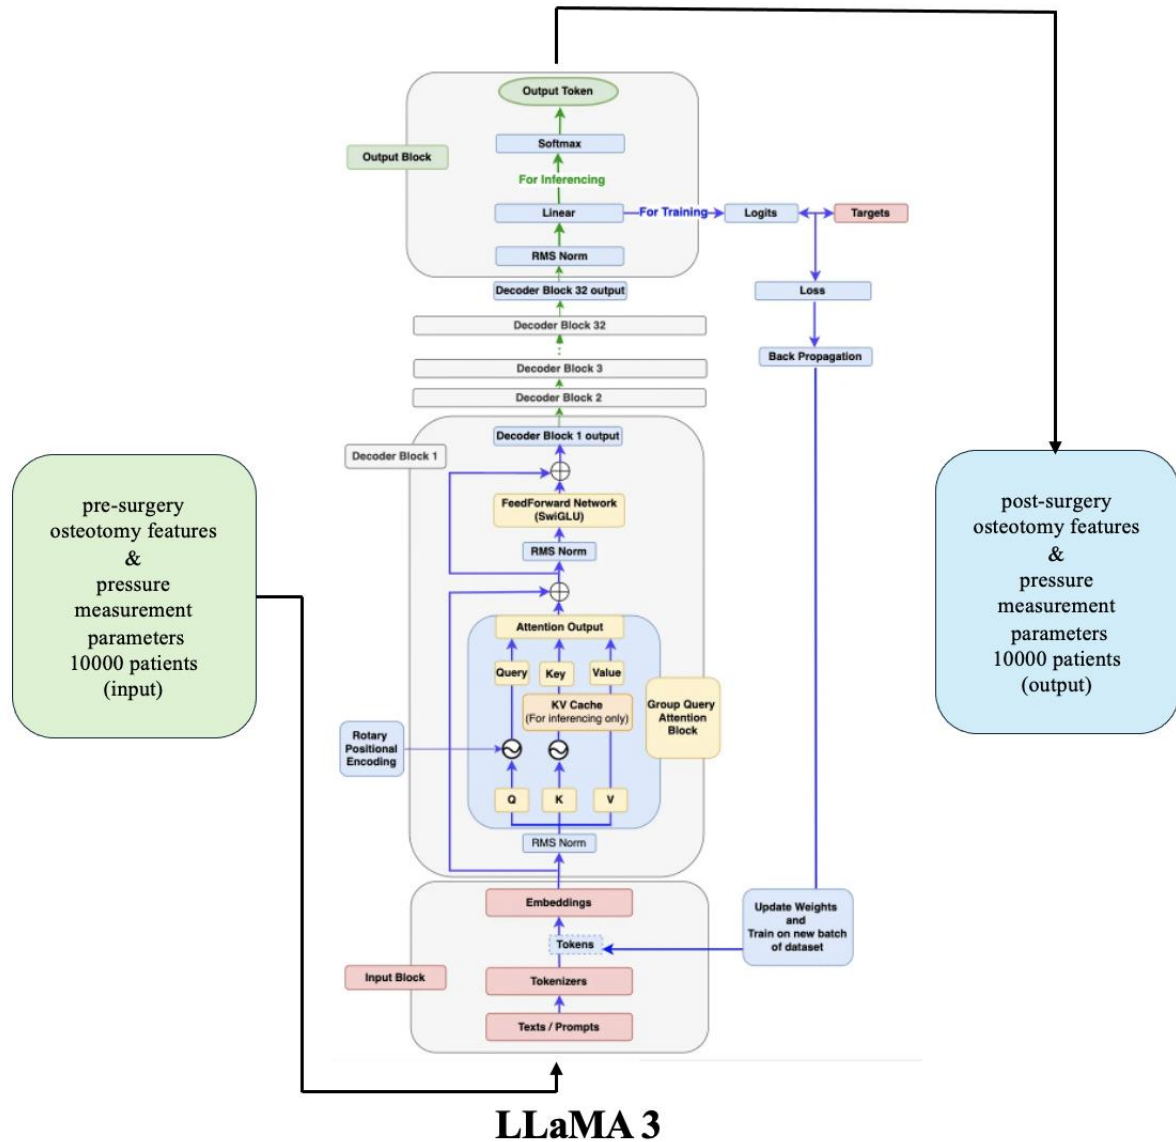 Output Token
Softmax
Output Block
For Inferencing
Linear
For Training
Logits
Targets
RMS Norm
Decoder Block 32 output
Loss
Decoder Block 32
Back Propagation
Decoder Block 3
Decoder Block 2
Decoder Block 1 output
Decoder Block 1
FeedForward Network
(SwiGLU)
RMS Norm
Attention Output
Query
Key
Value
KV Cache
(For inferencing only)
Group Query
Attention
Block
Rotary
Positional
Encoding
Q
K
V
RMS Norm
Embeddings
Update Weights
and
Train on new batch
of dataset
Tokens
Input Block
Tokenizers
Texts / Prompts
pre-surgery
osteotomy features
&
pressure
measurement
parameters
10000 patients
(input)
post-surgery
osteotomy features
&
pressure
measurement
parameters
10000 patients
(output)
LLaMA 3